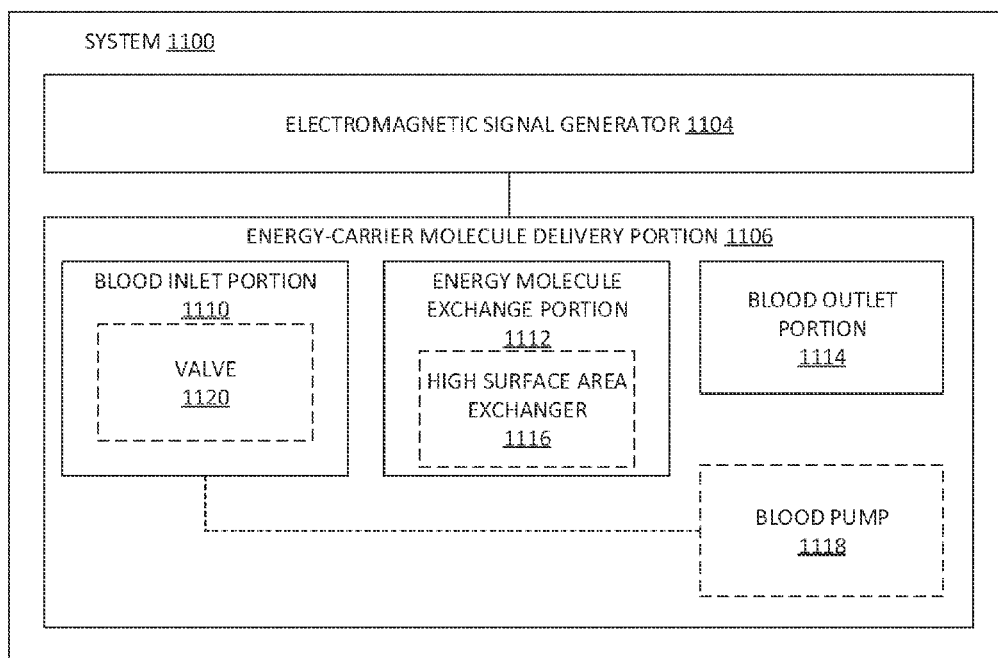 SYSTEM 1100
ELECTROMAGNETIC SIGNAL GENERATOR 1104
ENERGY-CARRIER MOLECULE DELIVERY PORTION 1106
BLOOD INLET PORTION
1110
VALVE
1120
ENERGY MOLECULE
EXCHANGE PORTION
1112
HIGH SURFACE AREA
EXCHANGER
1116
BLOOD OUTLET
PORTION
1114
BLOOD PUMP
1118